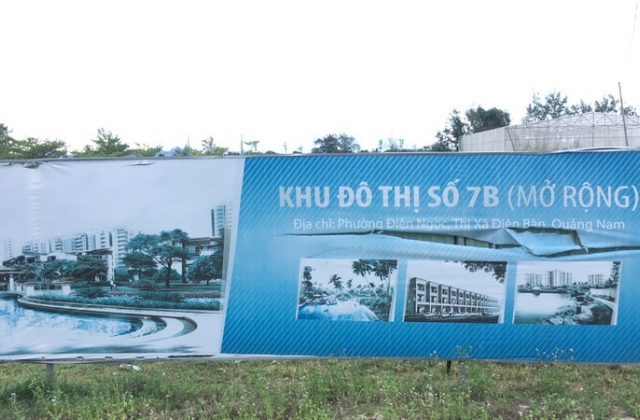 KHU ĐÔ THỊ SỐ 7B (MỞ RỘNG)
Địa chỉ: Phường Điện Ngọc, Thị Xã Điện Bàn, Quảng Nam